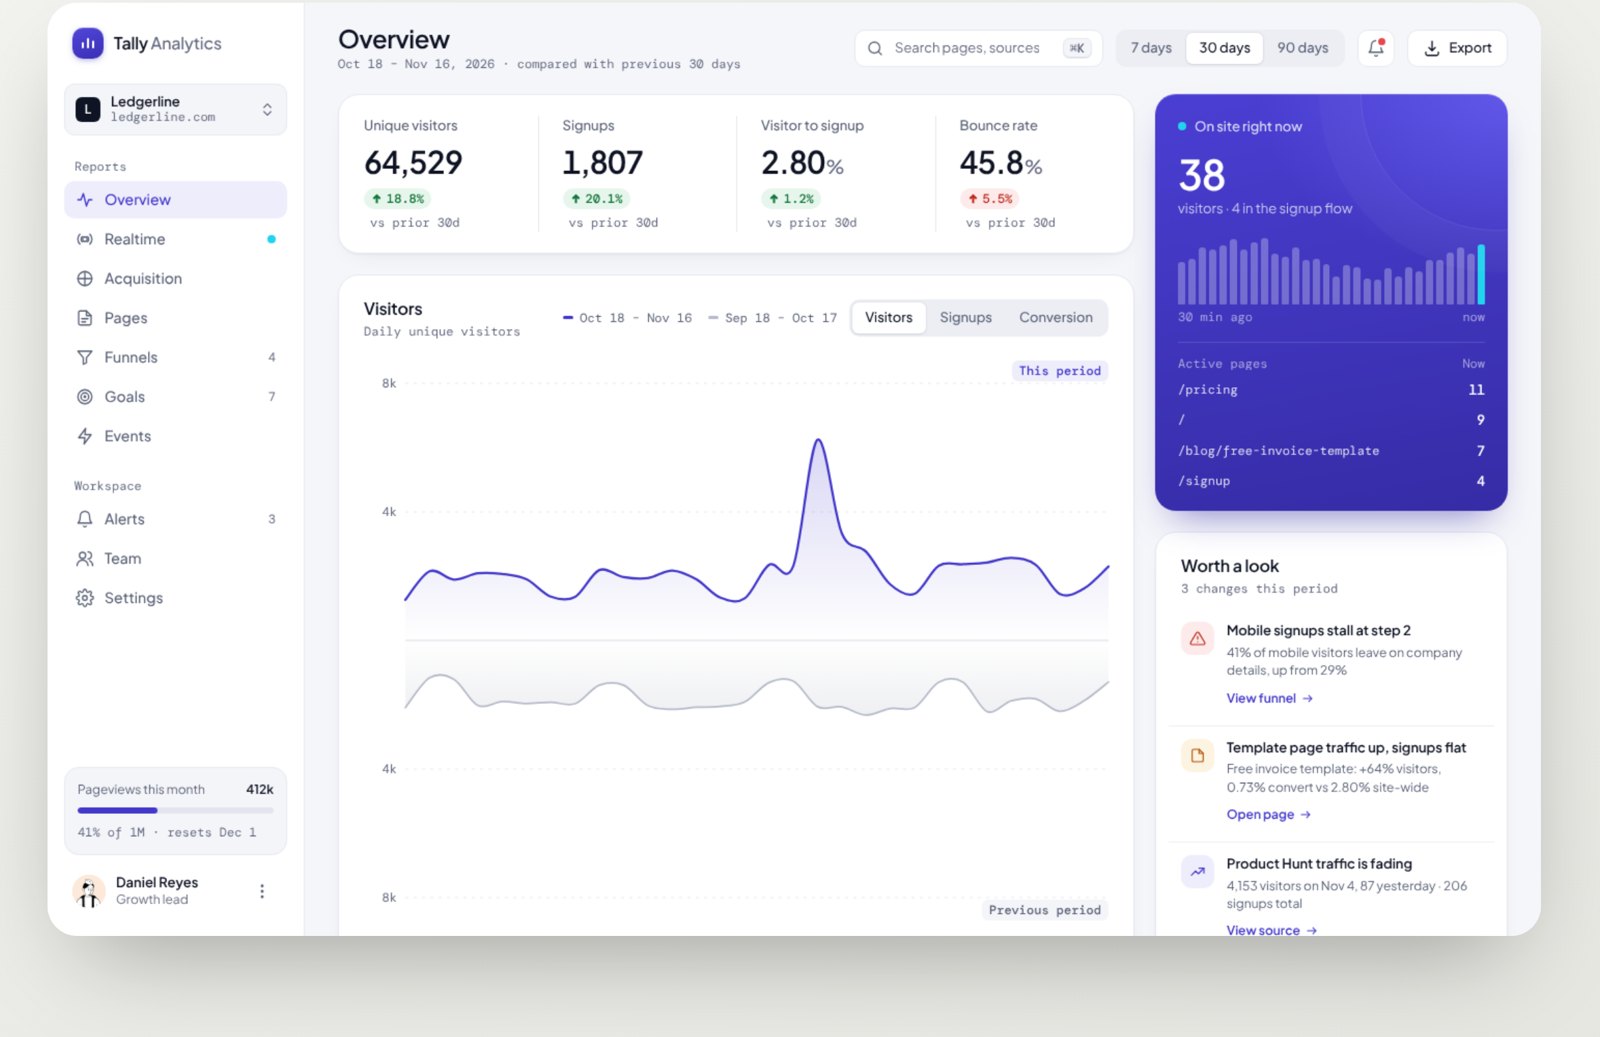 Tally Analytics
L
Ledgerline
ledgerline.com
Reports
Overview
Realtime
Acquisition
Pages
Funnels 4
Goals 7
Events
Workspace
Alerts 3
Team
Settings
Pageviews this month 412k
41% of 1M · resets Dec 1
Daniel Reyes
Growth lead
Overview
Oct 18 – Nov 16, 2026 · compared with previous 30 days
Search pages, sources ⌘K
7 days 30 days 90 days
Export
Unique visitors
64,529
↑ 18.8%
vs prior 30d
Signups
1,807
↑ 20.1%
vs prior 30d
Visitor to signup
2.80%
↑ 1.2%
vs prior 30d
Bounce rate
45.8%
↑ 5.5%
vs prior 30d
Visitors
Daily unique visitors
Oct 18 – Nov 16 Sep 18 – Oct 17
Visitors Signups Conversion
This period
8k
4k
4k
8k
Previous period
On site right now
38
visitors · 4 in the signup flow
30 min ago now
Active pages Now
/pricing 11
/ 9
/blog/free-invoice-template 7
/signup 4
Worth a look
3 changes this period
Mobile signups stall at step 2
41% of mobile visitors leave on company
details, up from 29%
View funnel →
Template page traffic up, signups flat
Free invoice template: +64% visitors,
0.73% convert vs 2.80% site-wide
Open page →
Product Hunt traffic is fading
4,153 visitors on Nov 4, 87 yesterday · 206
signups total
View source →